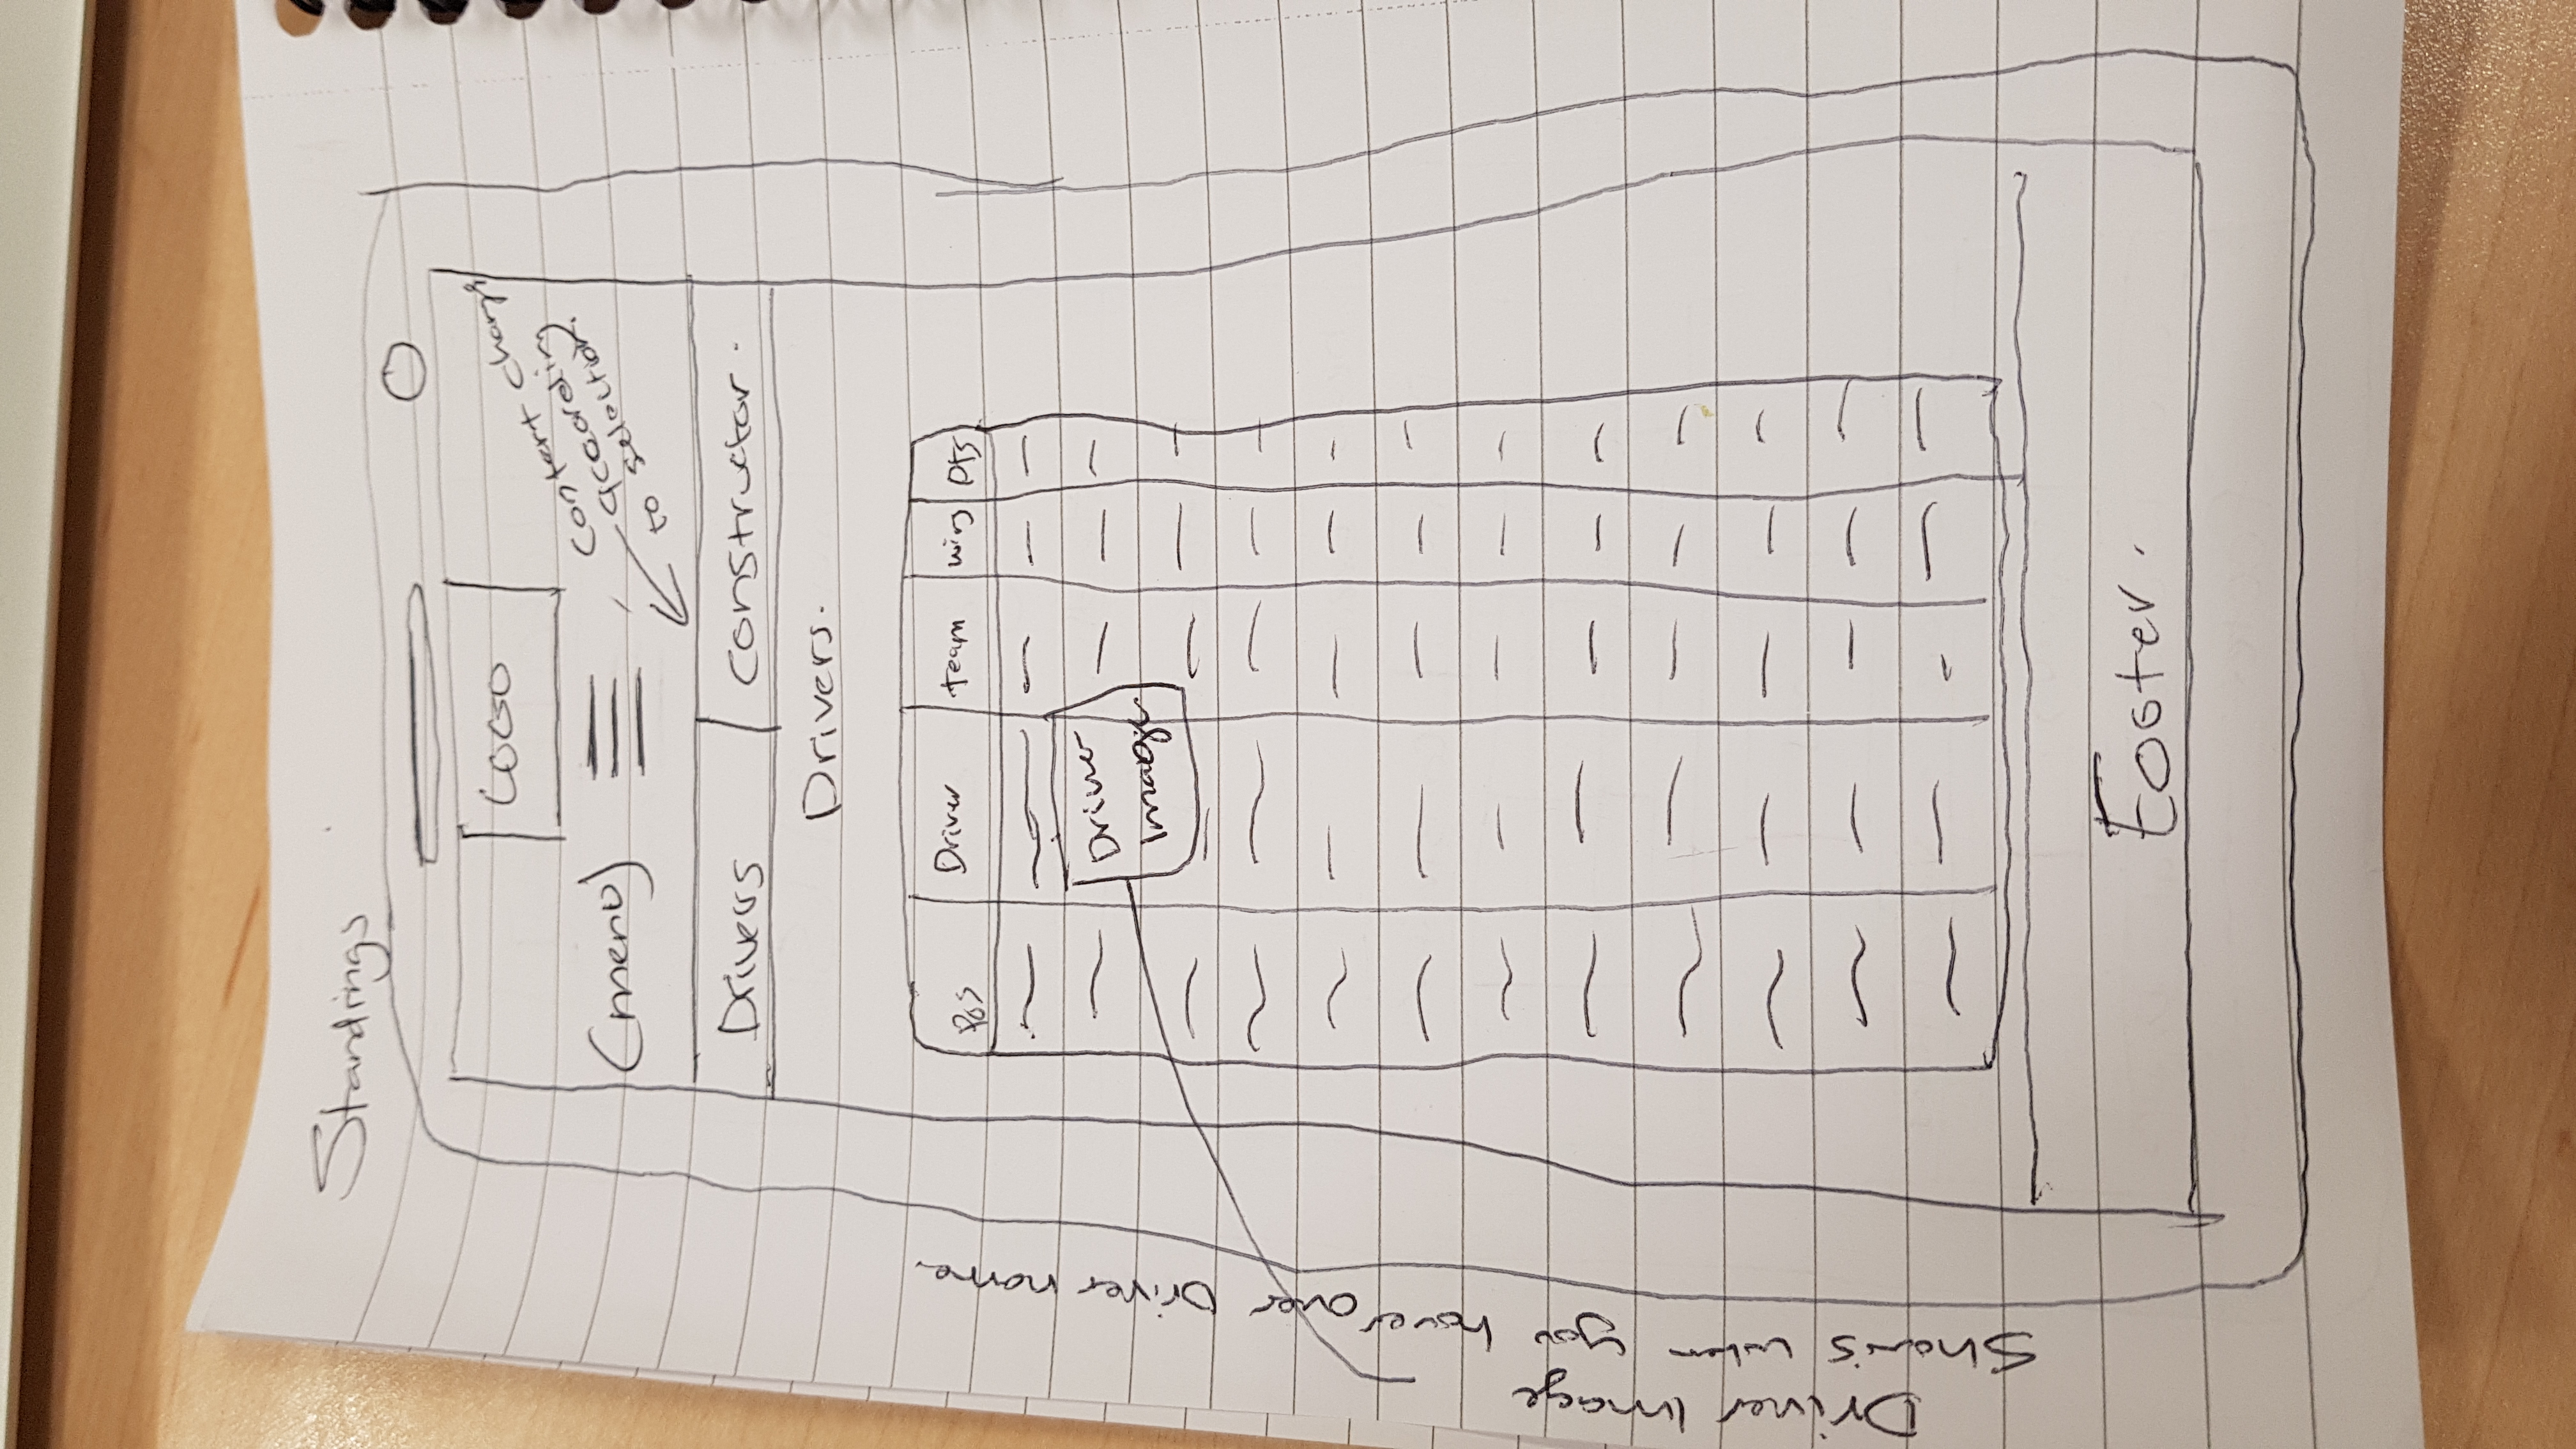 Standings
LOGO
(menu)
Content change
according
to selection.
Drivers
constructor.
Drivers.
Pos
Driver
team
wins
Pts
Driver
Image
Driver Image
Shows when you hover over Driver name
Footer.